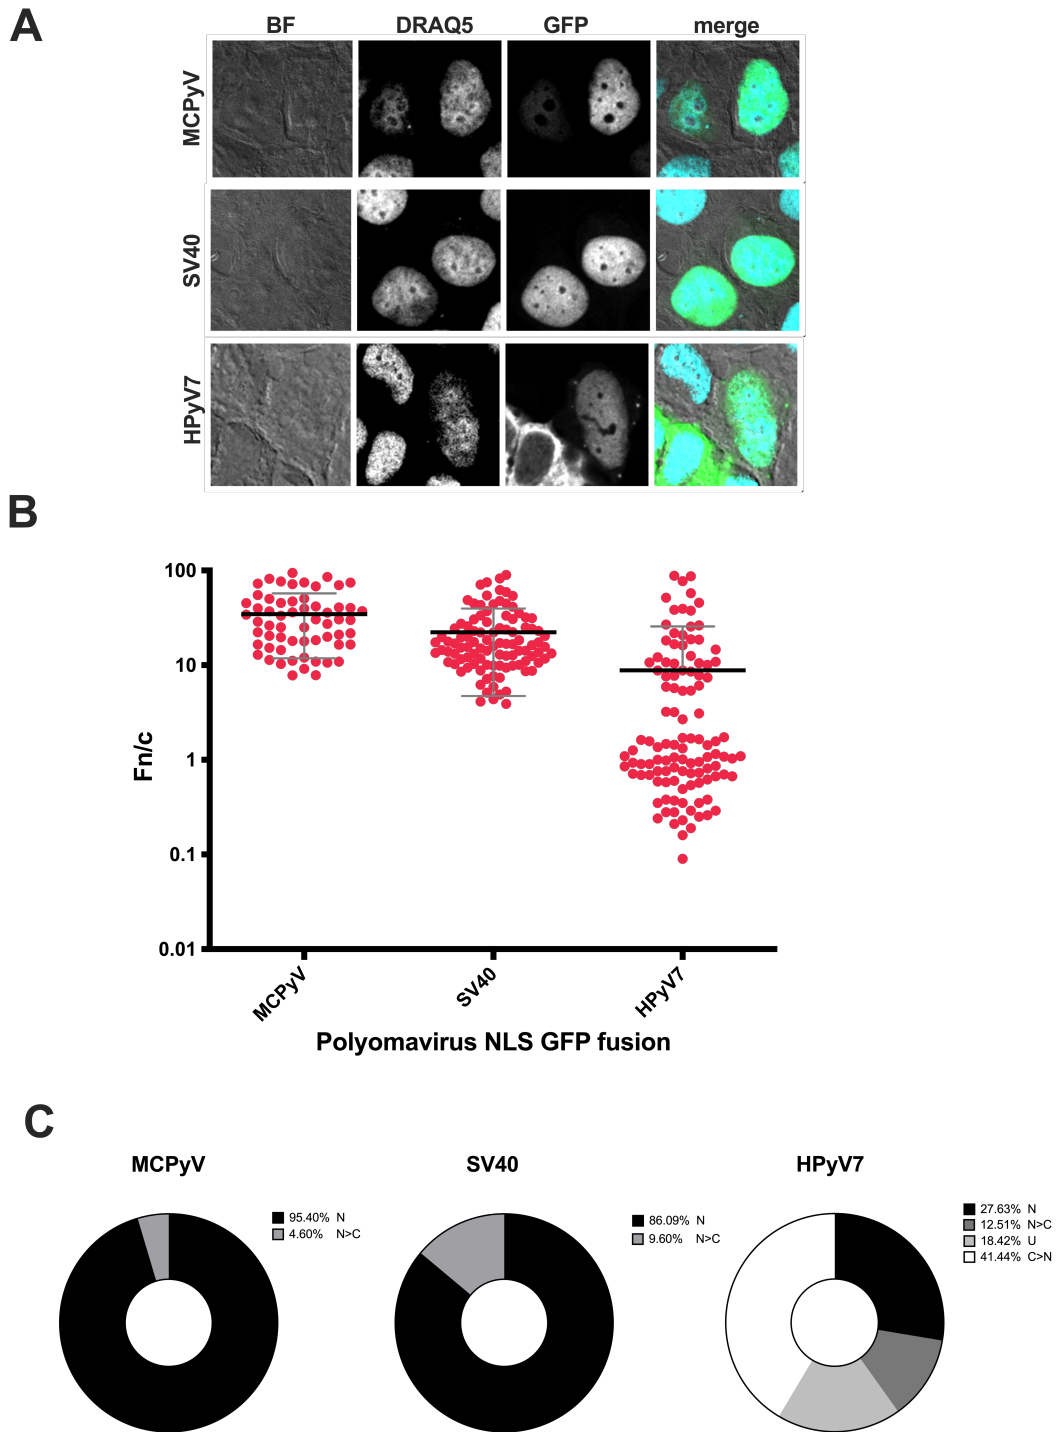 A
BF DRAQ5 GFP merge
MCPyV
SV40
HPyV7
B
100
10
1
0.1
0.01
Fn/c
MCPyV SV40 HPyV7
Polyomavirus NLS GFP fusion
C
MCPyV SV40 HPyV7
95.40% N
4.60% N>C
86.09% N
9.60% N>C
27.63% N
12.51% N>C
18.42% U
41.44% C>N